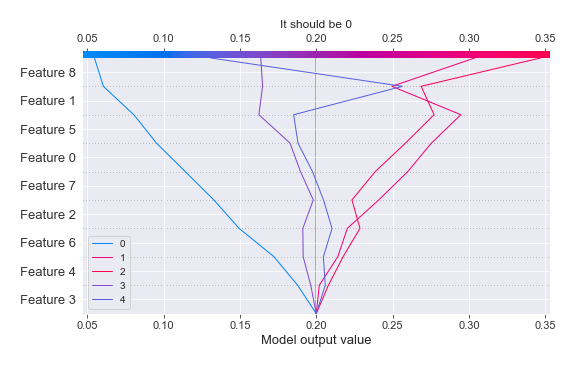 It should be 0
0.05 0.10 0.15 0.20 0.25 0.30 0.35
Feature 8
Feature 1
Feature 5
Feature 0
Feature 7
Feature 2
Feature 6
Feature 4
Feature 3
0
1
2
3
4
0.05 0.10 0.15 0.20 0.25 0.30 0.35
Model output value